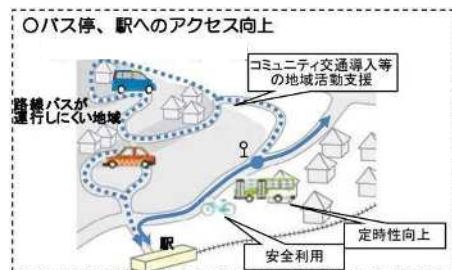 ○バス停、駅へのアクセス向上
コミュニティ交通導入等
の地域活動支援
路線バスが
運行しにくい地域
定時性向上
安全利用
駅